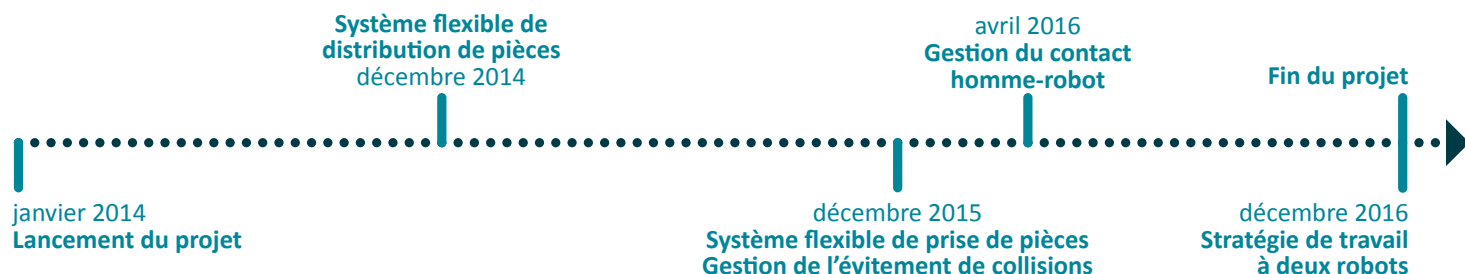 Système flexible de
distribution de pièces
décembre 2014
avril 2016
Gestion du contact
homme-robot
Fin du projet
janvier 2014
Lancement du projet
décembre 2015
Système flexible de prise de pièces
Gestion de l'évitement de collisions
décembre 2016
Stratégie de travail
à deux robots